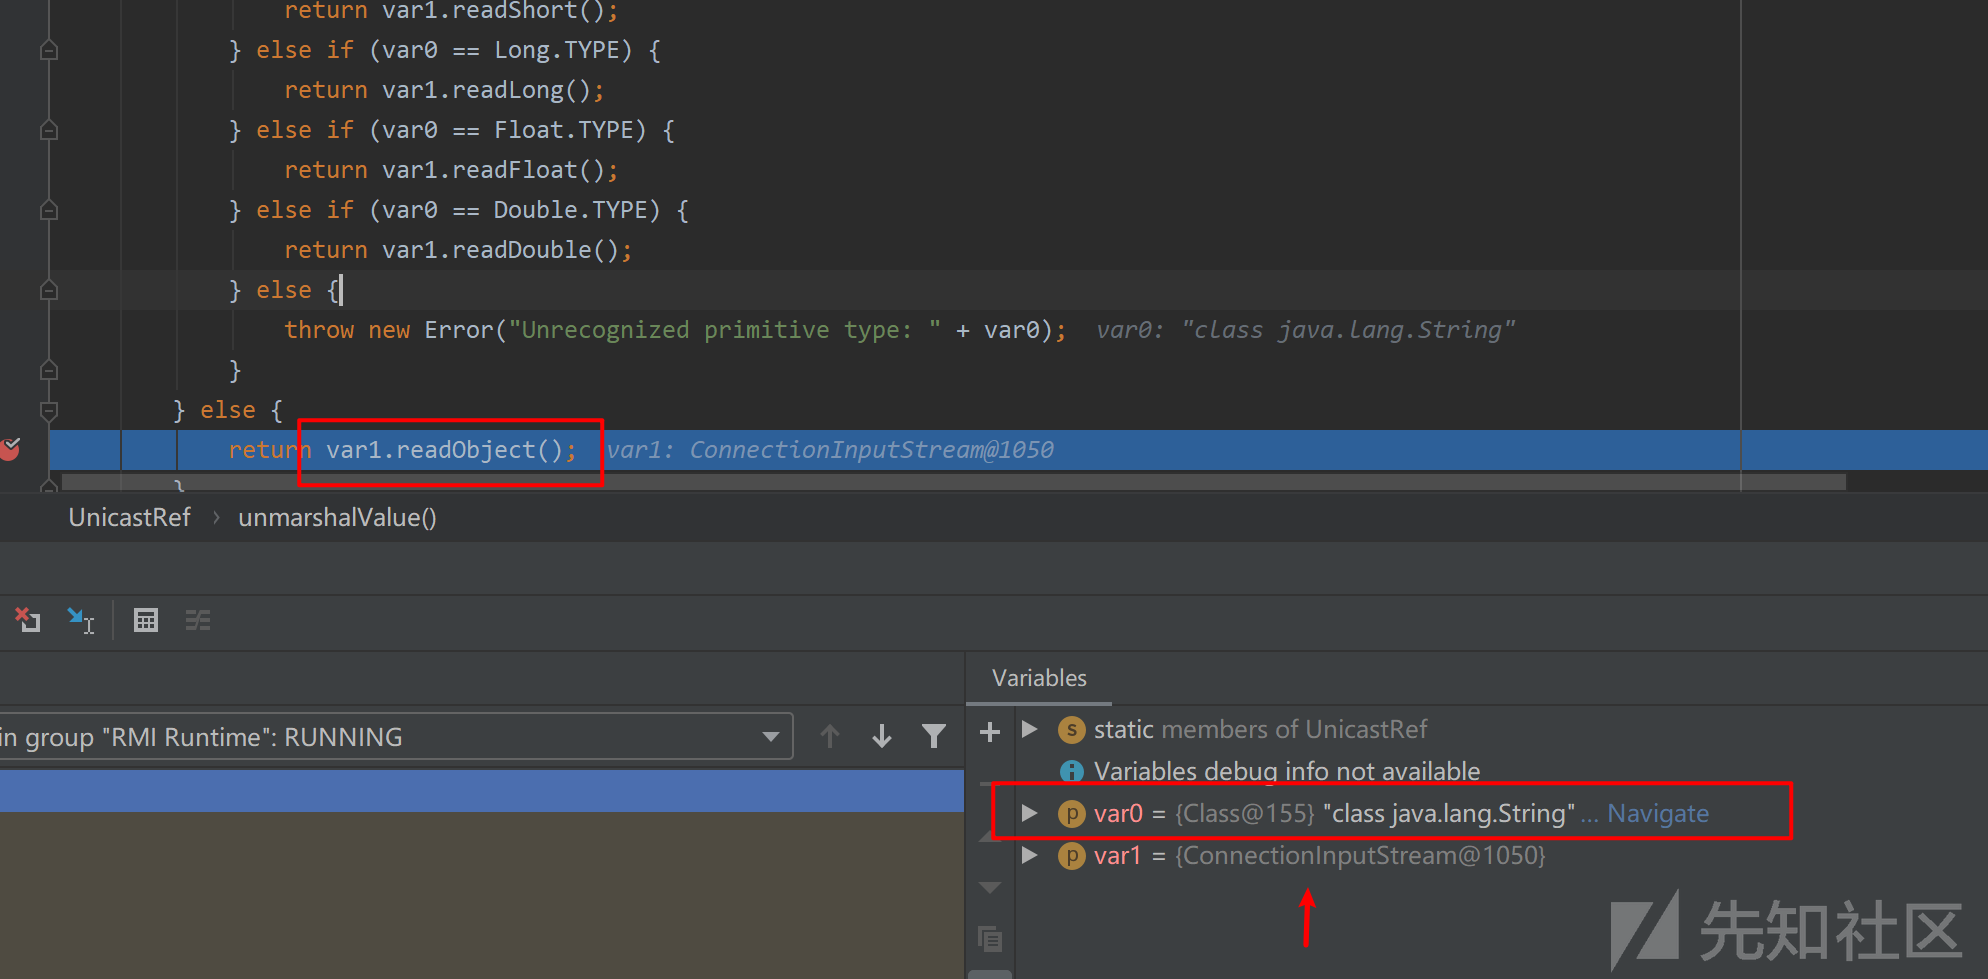 return var1.readShort();
} else if (var0 == Long.TYPE) {
return var1.readLong();
} else if (var0 == Float.TYPE) {
return var1.readFloat();
} else if (var0 == Double.TYPE) {
return var1.readDouble();
} else {
throw new Error("Unrecognized primitive type: " + var0); var0: "class java.lang.String"
}
} else {
return var1.readObject(); var1: ConnectionInputStream@1050
}
UnicastRef › unmarshalValue()
Variables
in group "RMI Runtime": RUNNING
static members of UnicastRef
Variables debug info not available
var0 = {Class@155} "class java.lang.String" ... Navigate
var1 = {ConnectionInputStream@1050}
先知社区